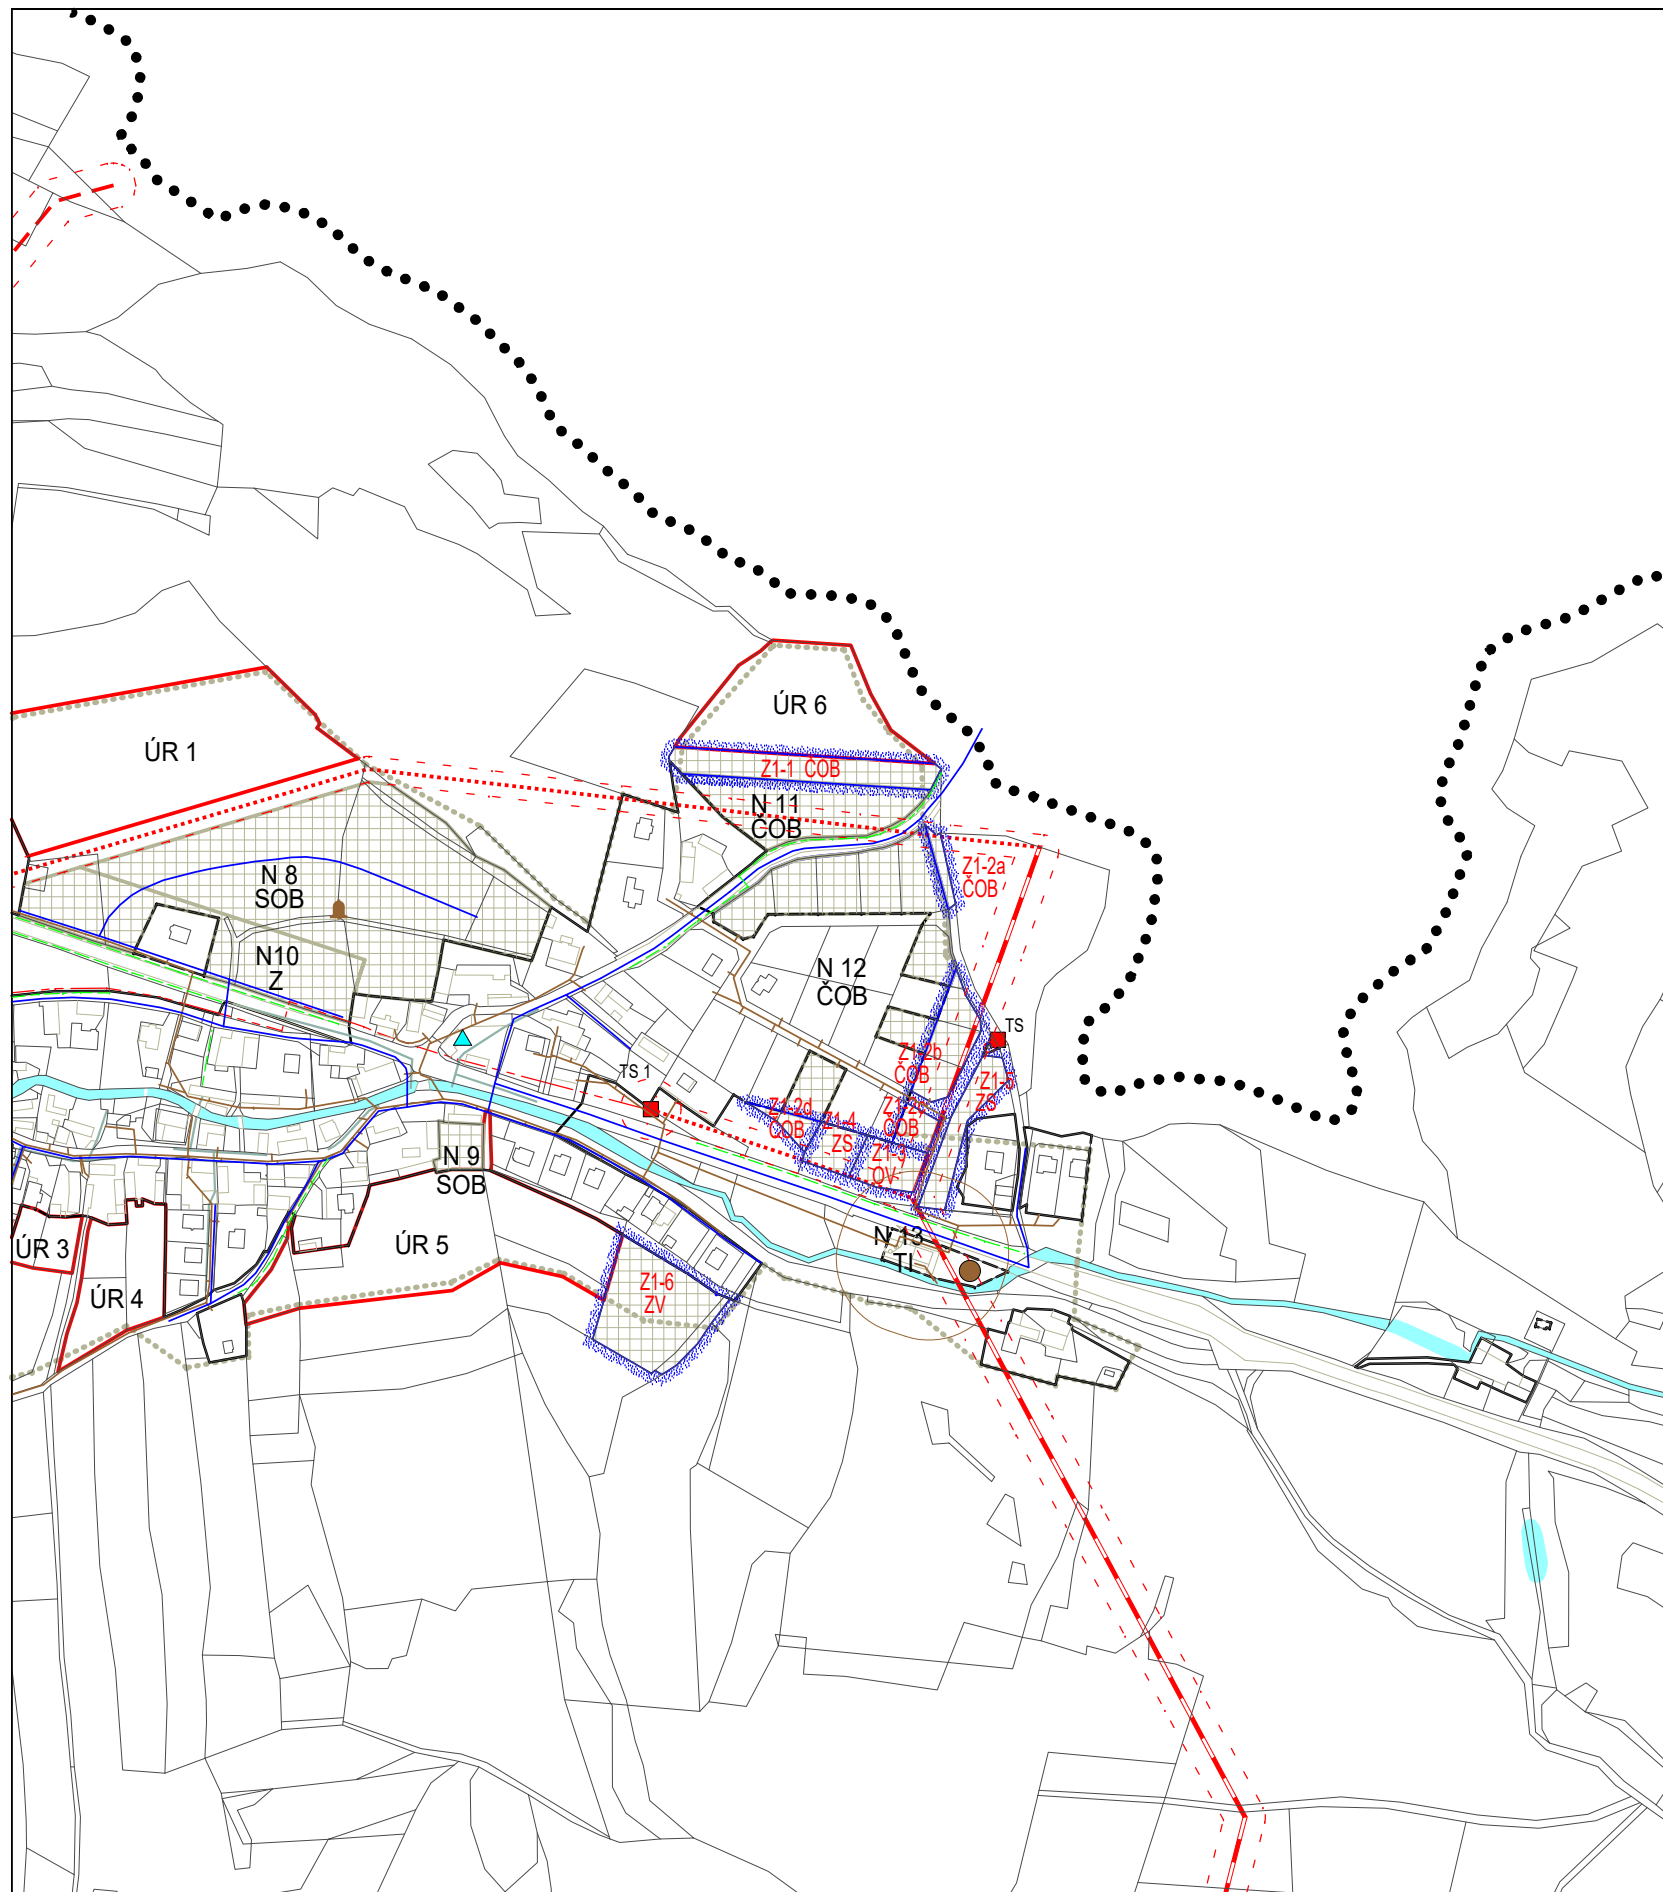 ÚR 6
ÚR 1
Z1-1 ČOB
N 11
ČOB
Z1-2a
ČOB
N 8
SOB
N10
Z
N 12
ČOB
TS
Z1-2b
ČOB
Z1-5
ZS
TS 1
Z1-2d
ČOB
Z1-4
ZS
Z1-2c
ČOB
Z1-3
OV
N 9
SOB
ÚR 3
ÚR 5
N 13
TI
Z1-6
ZV
ÚR 4